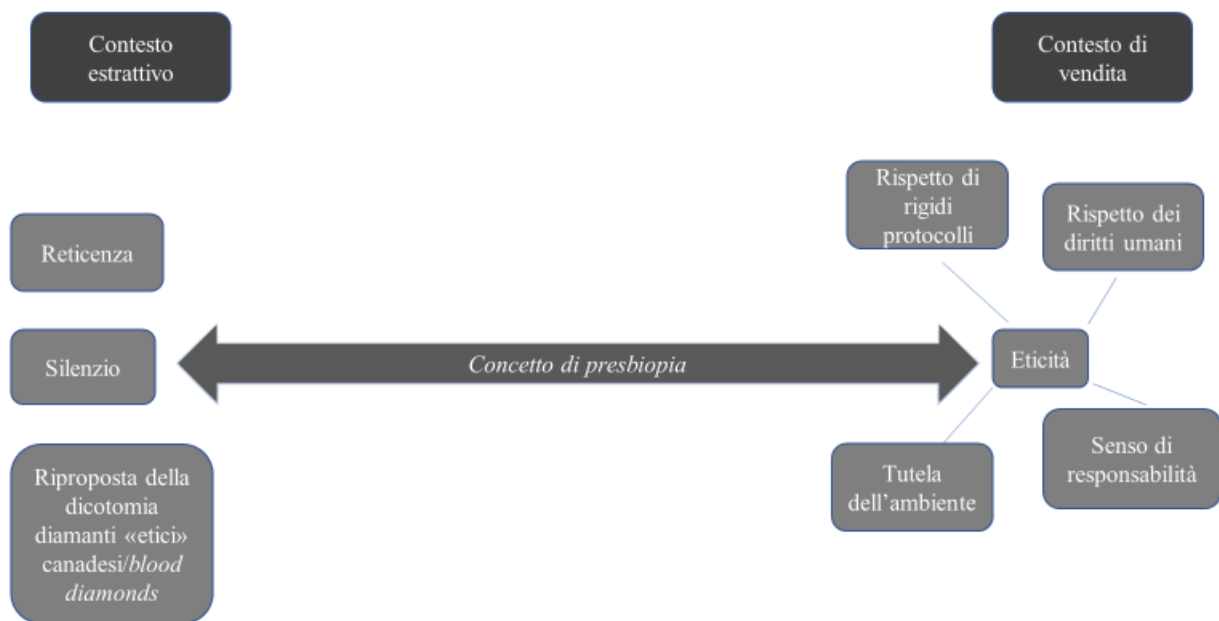 Contesto
estrattivo
Contesto di
vendita
Rispetto di
rigidi
protocolli
Rispetto dei
diritti umani
Reticenza
Silenzio
Concetto di presbiopia
Eticità
Riproposta della
dicotomia
diamanti «etici»
canadesi/blood
diamonds
Tutela
dell’ambiente
Senso di
responsabilità